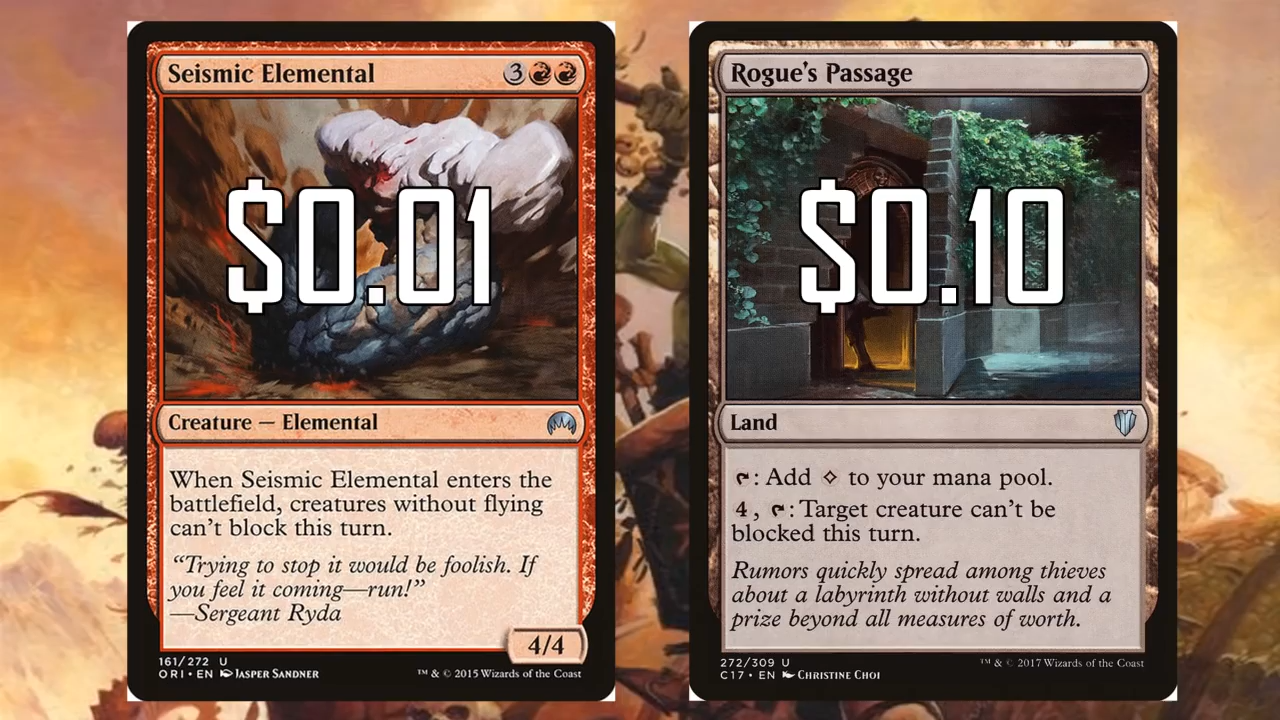 Seismic Elemental 3
$0.01
Creature — Elemental
When Seismic Elemental enters the
battlefield, creatures without flying
can't block this turn.
“Trying to stop it would be foolish. If
you feel it coming—run!”
—Sergeant Ryda
4/4
161/272 U
ORI • EN Jasper Sandner
™ & © 2015 Wizards of the Coast
Rogue's Passage
$0.10
Land
: Add to your mana pool.
4, : Target creature can't be
blocked this turn.
Rumors quickly spread among thieves
about a labyrinth without walls and a
prize beyond all measures of worth.
272/309 U
C17 • EN Christine Choi
™ & © 2017 Wizards of the Coast